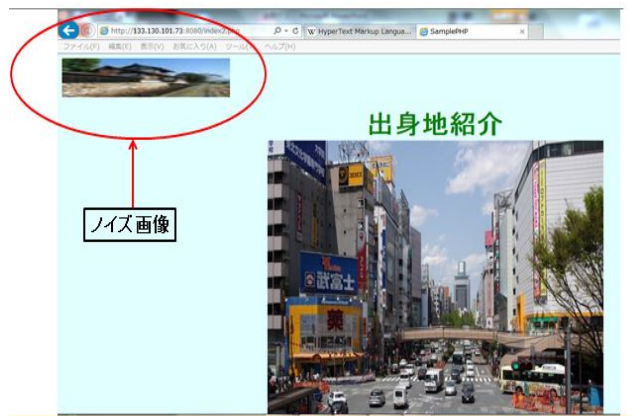 http://133.130.101.73:8080/index2.php
HyperText Markup Langua...
SamplePHP
ファイル(F) 編集(E) 表示(V) お気に入り(A) ツール(T) ヘルプ(H)
出身地紹介
ノイズ画像
武富士
薬